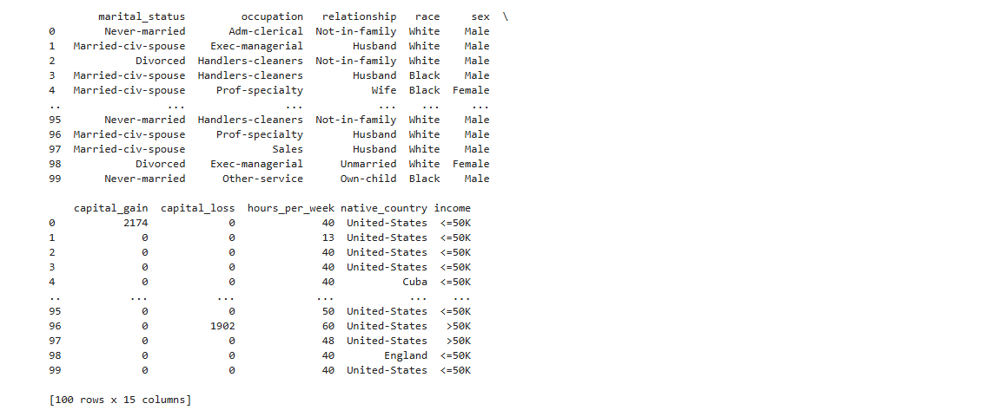 marital_status occupation relationship race sex \
0 Never-married Adm-clerical Not-in-family White Male
1 Married-civ-spouse Exec-managerial Husband White Male
2 Divorced Handlers-cleaners Not-in-family White Male
3 Married-civ-spouse Handlers-cleaners Husband Black Male
4 Married-civ-spouse Prof-specialty Wife Black Female
.. ... ... ... ... ...
95 Never-married Handlers-cleaners Not-in-family White Male
96 Married-civ-spouse Prof-specialty Husband White Male
97 Married-civ-spouse Sales Husband White Male
98 Divorced Exec-managerial Unmarried White Female
99 Never-married Other-service Own-child Black Male
capital_gain capital_loss hours_per_week native_country income
0 2174 0 40 United-States <=50K
1 0 0 13 United-States <=50K
2 0 0 40 United-States <=50K
3 0 0 40 United-States <=50K
4 0 0 40 Cuba <=50K
.. ... ... ... ... ...
95 0 0 50 United-States <=50K
96 0 1902 60 United-States >50K
97 0 0 48 United-States >50K
98 0 0 40 England <=50K
99 0 0 40 United-States <=50K
[100 rows x 15 columns]